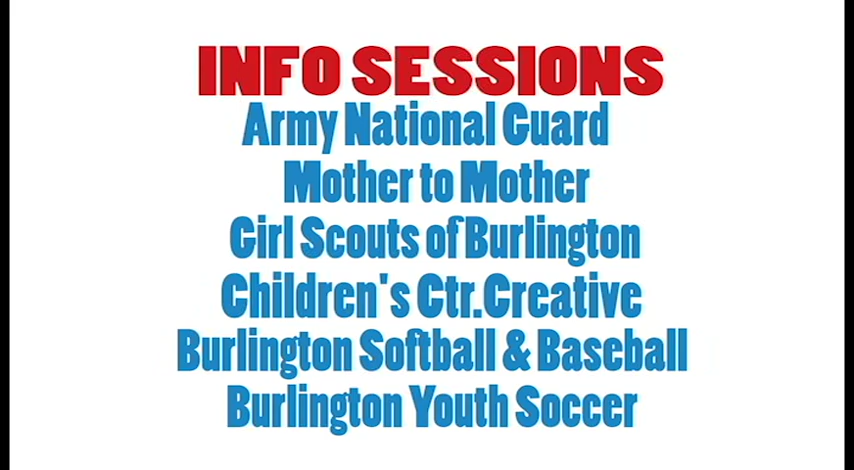 INFO SESSIONS
Army National Guard
Mother to Mother
Girl Scouts of Burlington
Children's Ctr.Creative
Burlington Softball & Baseball
Burlington Youth Soccer